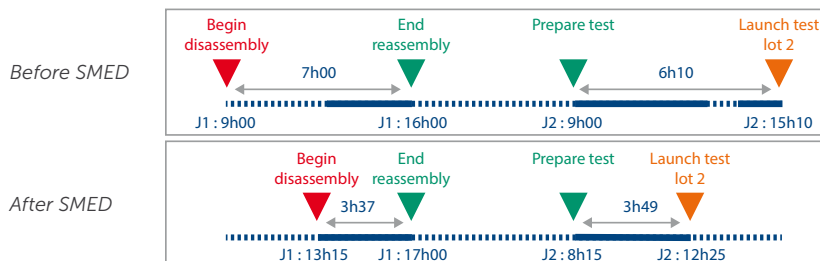 Before SMED
Begin
disassembly
End
reassembly
Prepare test
Launch test
lot 2
7h00
6h10
J1 : 9h00
J1 : 16h00
J2 : 9h00
J2 : 15h10
After SMED
Begin
disassembly
End
reassembly
Prepare test
Launch test
lot 2
3h37
3h49
J1 : 13h15
J1 : 17h00
J2 : 8h15
J2 : 12h25